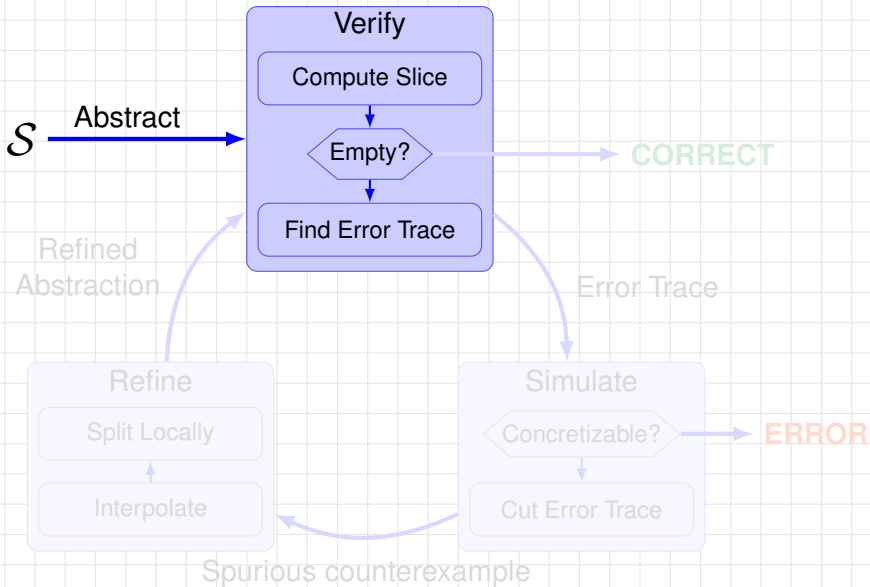 Verify
Compute Slice
Abstract
𝒮
Empty?
CORRECT
Find Error Trace
Refined
Abstraction
Error Trace
Refine
Simulate
Split Locally
Concretizable?
ERROR
Interpolate
Cut Error Trace
Spurious counterexample